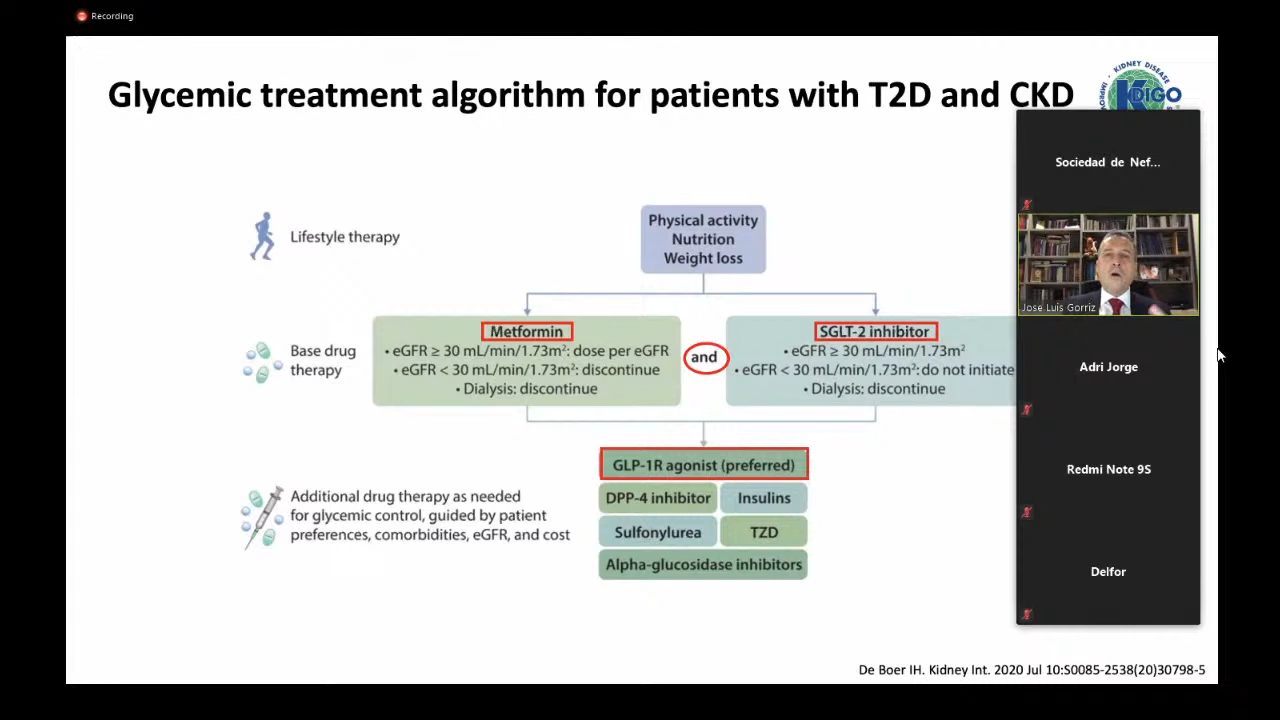 Recording
Glycemic treatment algorithm for patients with T2D and CKD
KIDNEY DISEASE
KDIGO
Sociedad de Nef...
Jose Luis Gorriz
Adri Jorge
Redmi Note 9S
Delfor
Lifestyle therapy
Physical activity
Nutrition
Weight loss
Base drug
therapy
Metformin
• eGFR ≥ 30 mL/min/1.73m²: dose per eGFR
• eGFR < 30 mL/min/1.73m²: discontinue
• Dialysis: discontinue
and
SGLT-2 inhibitor
• eGFR ≥ 30 mL/min/1.73m²
• eGFR < 30 mL/min/1.73m²: do not initiate
• Dialysis: discontinue
Additional drug therapy as needed
for glycemic control, guided by patient
preferences, comorbidities, eGFR, and cost
GLP-1R agonist (preferred)
DPP-4 inhibitor
Insulins
Sulfonylurea
TZD
Alpha-glucosidase inhibitors
De Boer IH. Kidney Int. 2020 Jul 10:S0085-2538(20)30798-5